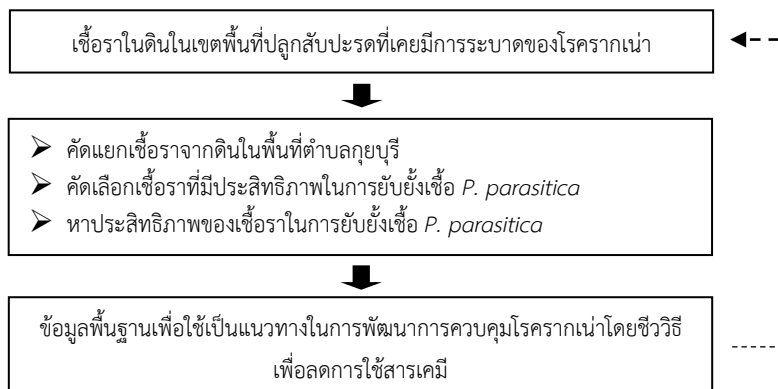 เชื้อราในดินในเขตพื้นที่ปลูกสับปะรดที่เคยมีการระบาดของโรครากเน่า
➢ คัดแยกเชื้อราจากดินในพื้นที่ตำบลกุยบุรี
➢ คัดเลือกเชื้อราที่มีประสิทธิภาพในการยับยั้งเชื้อ P. parasitica
➢ หาประสิทธิภาพของเชื้อราในการยับยั้งเชื้อ P. parasitica
ข้อมูลพื้นฐานเพื่อใช้เป็นแนวทางในการพัฒนาการควบคุมโรครากเน่าโดยชีววิธี
เพื่อลดการใช้สารเคมี